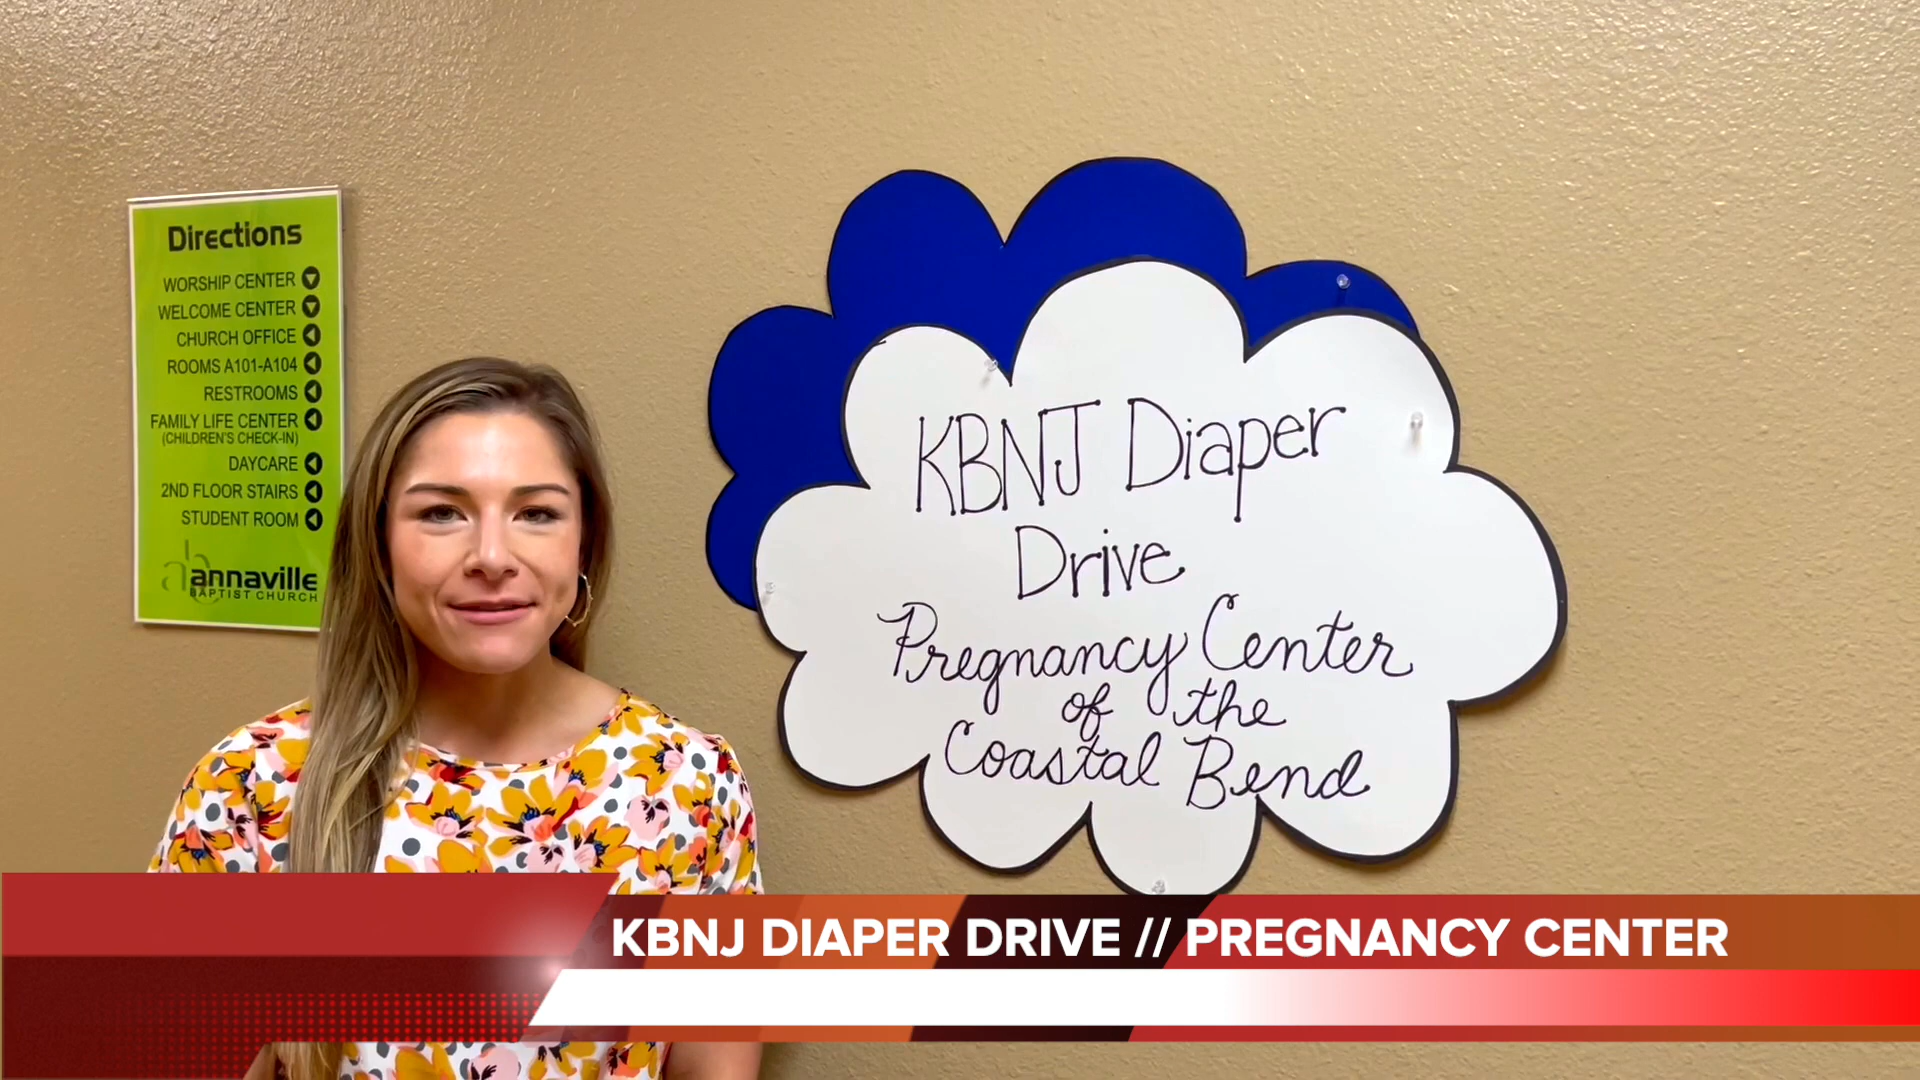 Directions
WORSHIP CENTER
WELCOME CENTER
CHURCH OFFICE
ROOMS A101-A104
RESTROOMS
FAMILY LIFE CENTER
(CHILDREN'S CHECK-IN)
DAYCARE
2ND FLOOR STAIRS
STUDENT ROOM
annaville
BAPTIST CHURCH
KBNJ Diaper
Drive
Pregnancy Center
of the
Coastal Bend
KBNJ DIAPER DRIVE // PREGNANCY CENTER